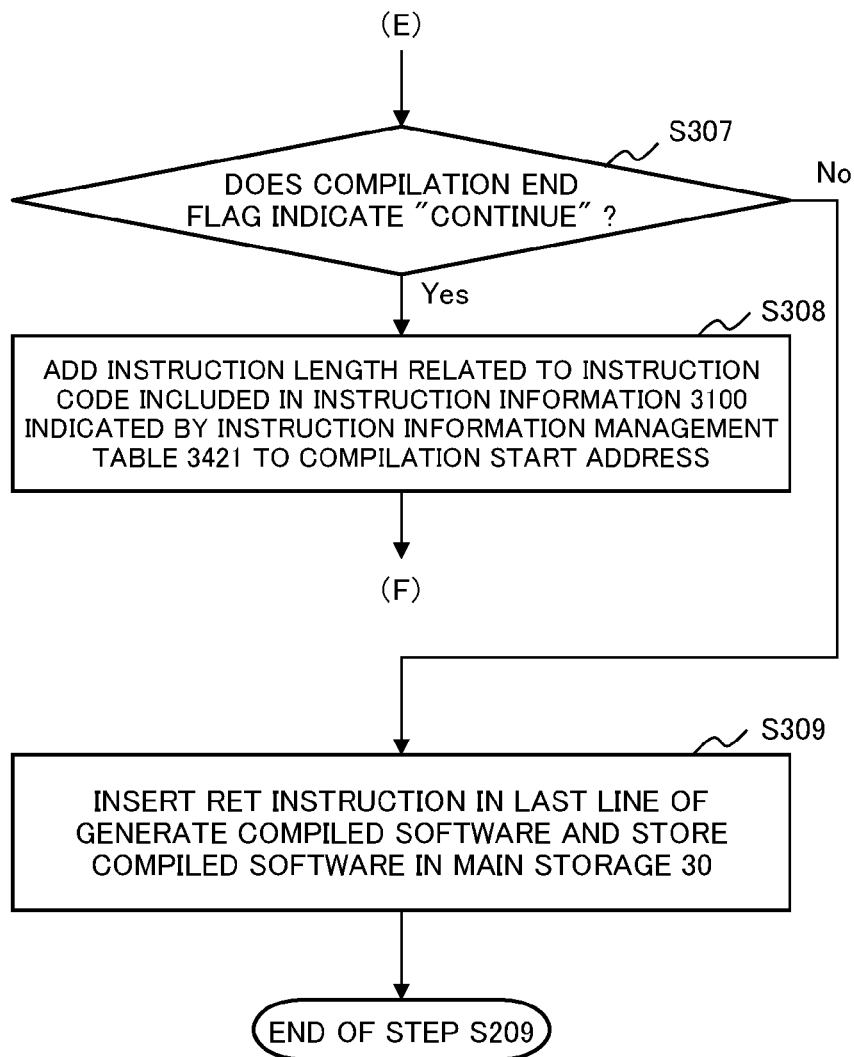 (E)
S307
DOES COMPILATION END
FLAG INDICATE "CONTINUE" ?
No
Yes
S308
ADD INSTRUCTION LENGTH RELATED TO INSTRUCTION
CODE INCLUDED IN INSTRUCTION INFORMATION 3100
INDICATED BY INSTRUCTION INFORMATION MANAGEMENT
TABLE 3421 TO COMPILATION START ADDRESS
(F)
S309
INSERT RET INSTRUCTION IN LAST LINE OF
GENERATE COMPILED SOFTWARE AND STORE
COMPILED SOFTWARE IN MAIN STORAGE 30
END OF STEP S209